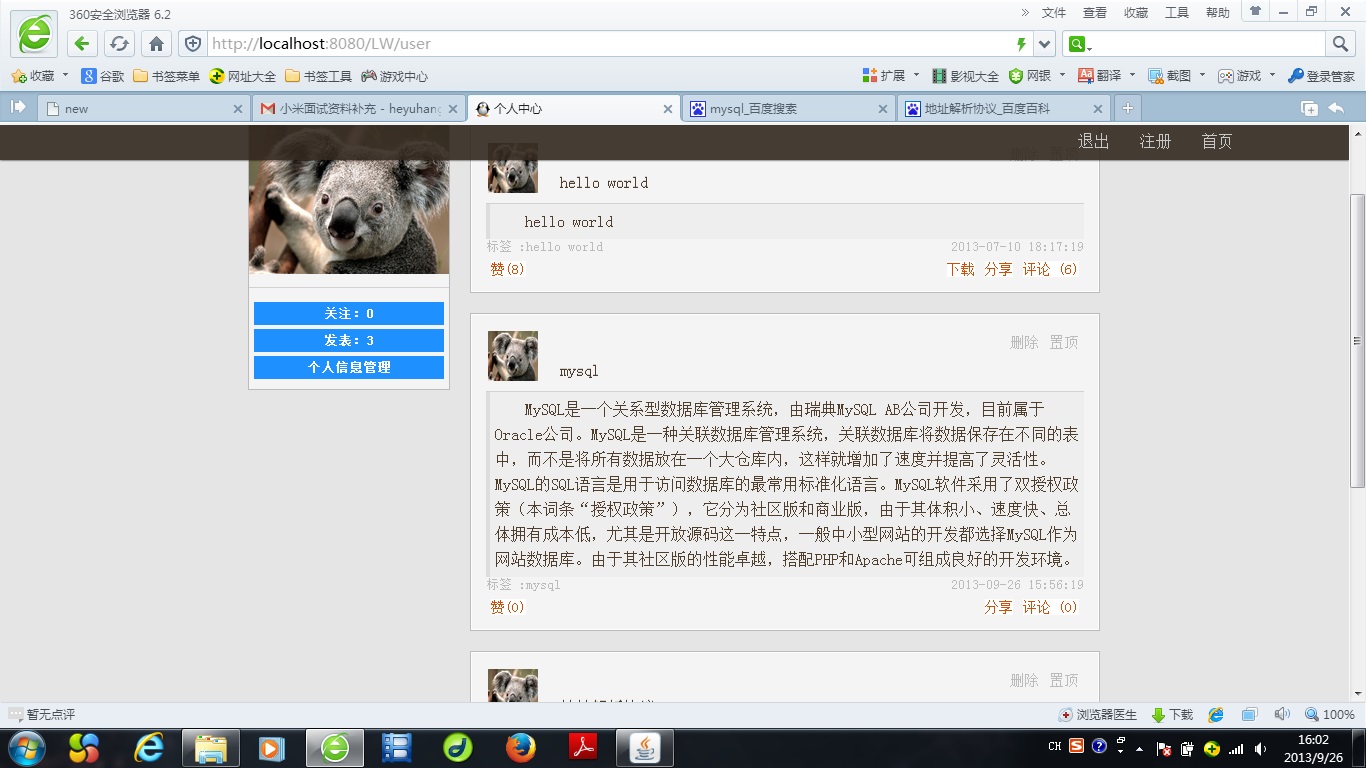 360安全浏览器 6.2
» 文件 查看 收藏 工具 帮助
http://localhost:8080/LW/user
收藏 谷歌 书签菜单 网址大全 书签工具 游戏中心
扩展 影视大全 网银 翻译 截图 游戏 登录管家
new
小米面试资料补充 - heyuhang
个人中心
mysql_百度搜索
地址解析协议_百度百科
退出 注册 首页
hello world
hello world
标签 :hello world 2013-07-10 18:17:19
赞(8) 下载 分享 评论 (6)
关注: 0
发表: 3
个人信息管理
删除 置顶
mysql
MySQL是一个关系型数据库管理系统，由瑞典MySQL AB公司开发，目前属于
Oracle公司。MySQL是一种关联数据库管理系统，关联数据库将数据保存在不同的表
中，而不是将所有数据放在一个大仓库内，这样就增加了速度并提高了灵活性。
MySQL的SQL语言是用于访问数据库的最常用标准化语言。MySQL软件采用了双授权政
策（本词条“授权政策”），它分为社区版和商业版，由于其体积小、速度快、总
体拥有成本低，尤其是开放源码这一特点，一般中小型网站的开发都选择MySQL作为
网站数据库。由于其社区版的性能卓越，搭配PHP和Apache可组成良好的开发环境。
标签 :mysql 2013-09-26 15:56:19
赞(0) 分享 评论 (0)
删除 置顶
暂无点评
浏览器医生 下载 100%
CH
16:02
2013/9/26